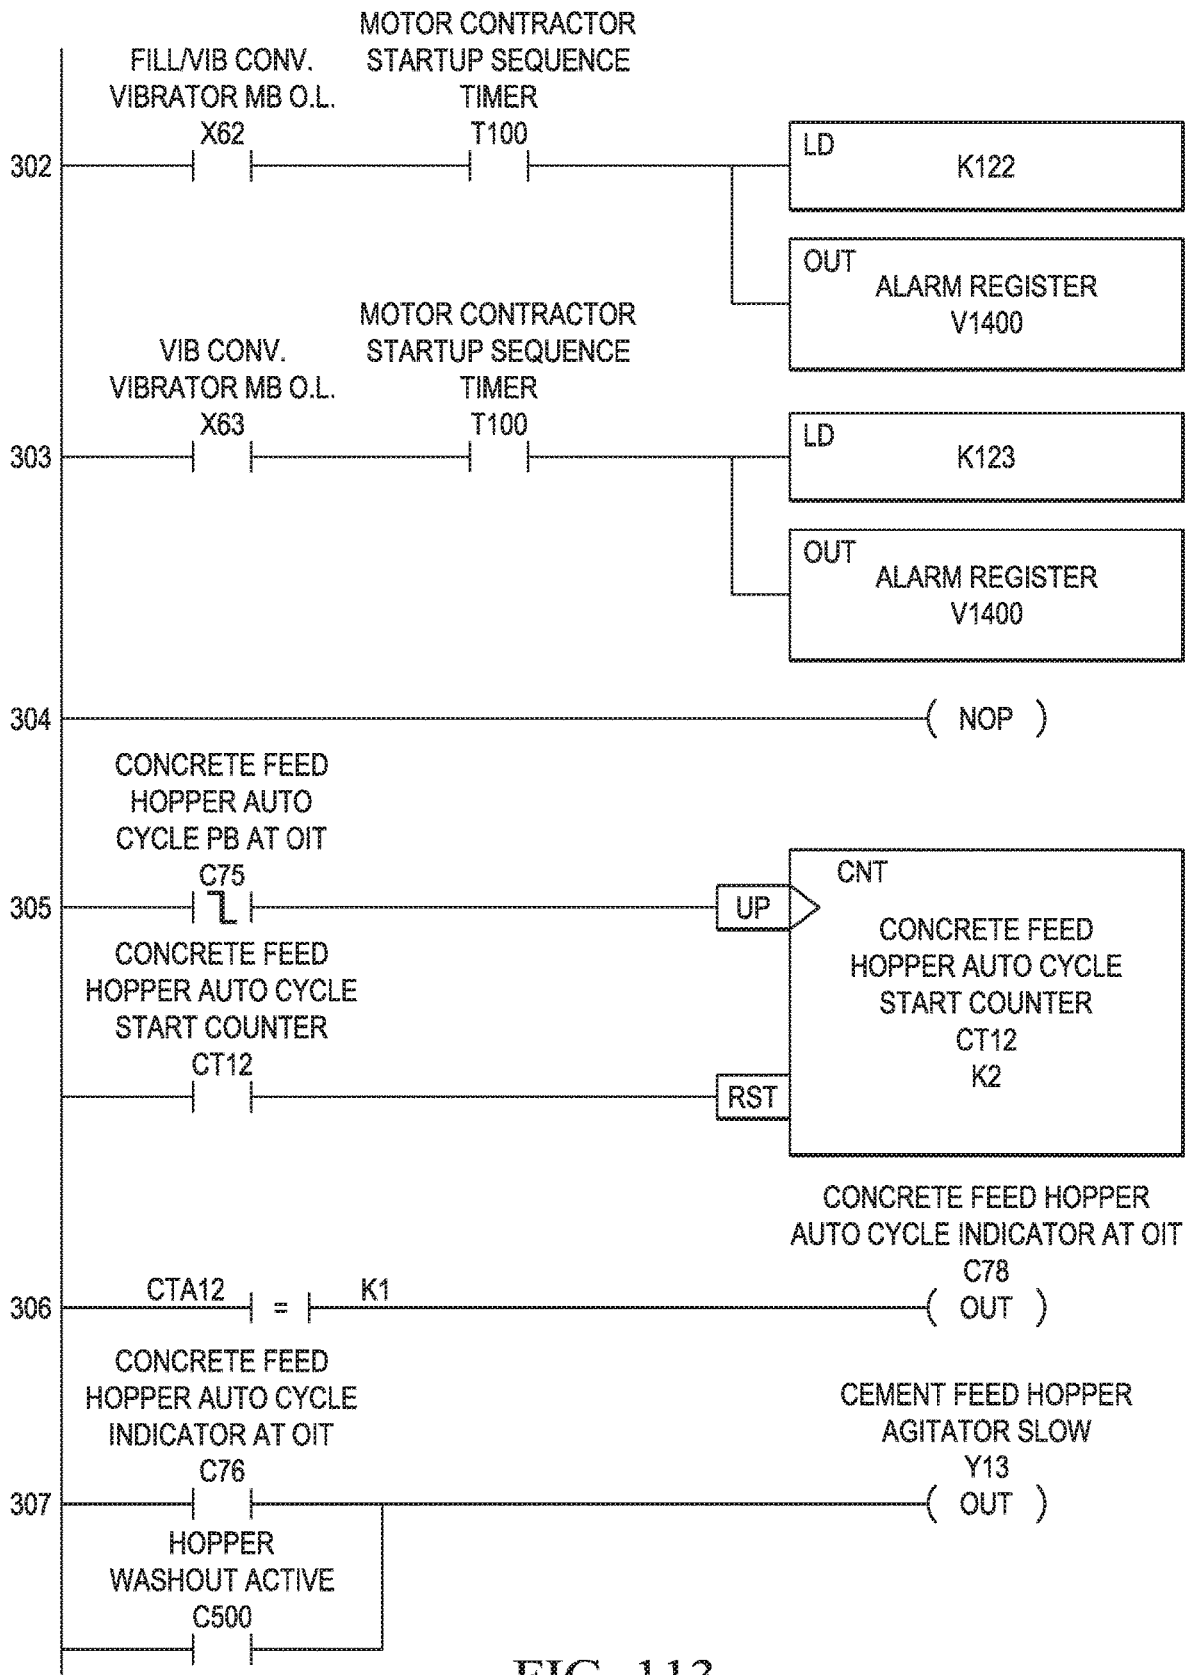 FILL/VIB CONV.
VIBRATOR MB O.L.
X62
MOTOR CONTRACTOR
STARTUP SEQUENCE
TIMER
T100
302
LD
K122
OUT
ALARM REGISTER
V1400
VIB CONV.
VIBRATOR MB O.L.
X63
MOTOR CONTRACTOR
STARTUP SEQUENCE
TIMER
T100
303
LD
K123
OUT
ALARM REGISTER
V1400
304
NOP
CONCRETE FEED
HOPPER AUTO
CYCLE PB AT OIT
C75
305
UP
CNT
CONCRETE FEED
HOPPER AUTO CYCLE
START COUNTER
CT12
K2
CONCRETE FEED
HOPPER AUTO CYCLE
START COUNTER
CT12
RST
CONCRETE FEED HOPPER
AUTO CYCLE INDICATOR AT OIT
C78
306
CTA12
=
K1
( OUT )
CONCRETE FEED
HOPPER AUTO CYCLE
INDICATOR AT OIT
C76
CEMENT FEED HOPPER
AGITATOR SLOW
Y13
307
( OUT )
HOPPER
WASHOUT ACTIVE
C500
FIG. 113